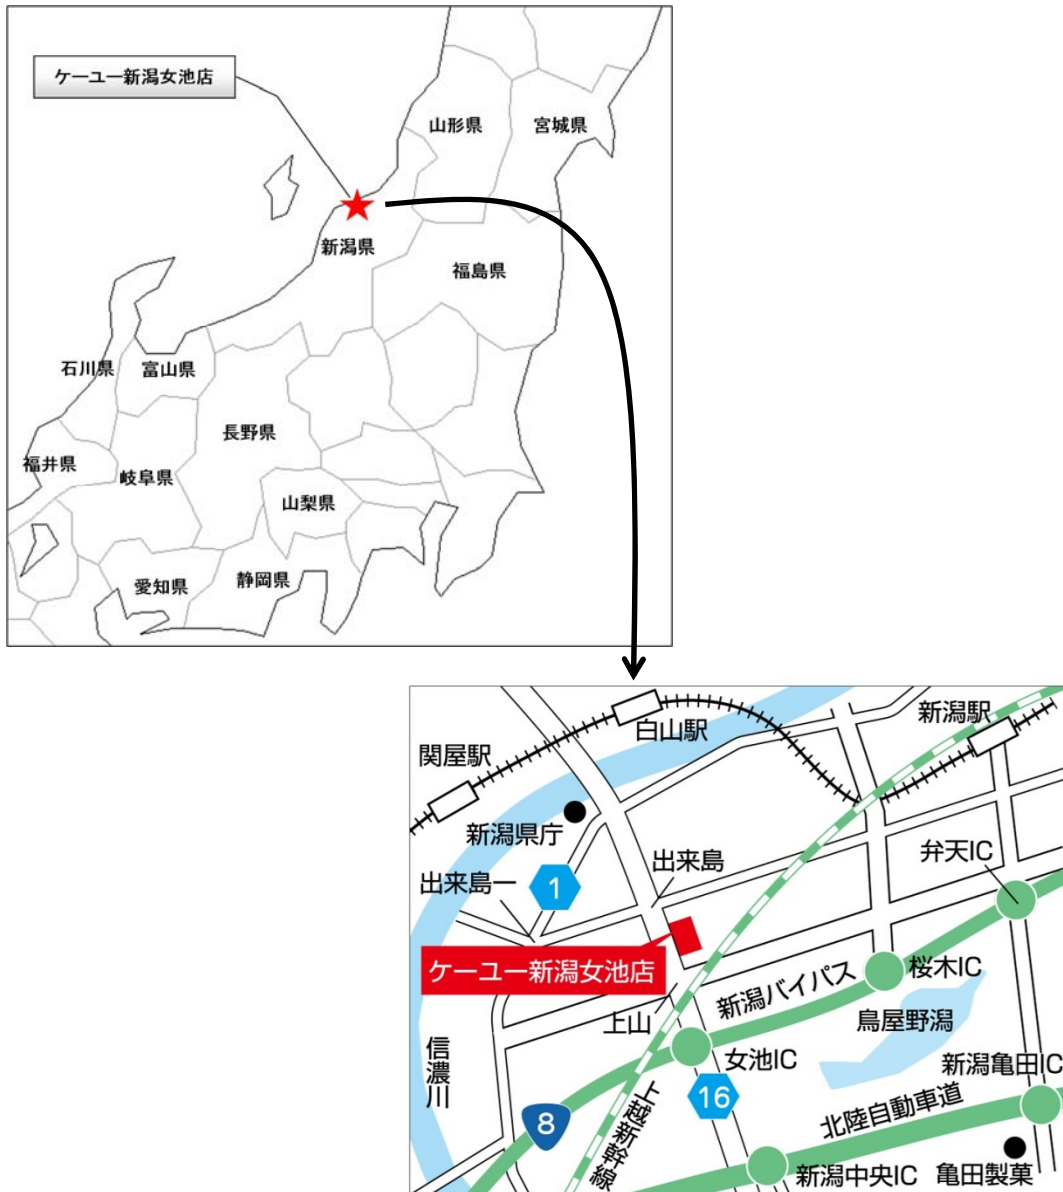 ケーユー新潟女池店
山形県
宮城県
新潟県
福島県
石川県
富山県
長野県
福井県
岐阜県
山梨県
愛知県
静岡県
新潟駅
白山駅
関屋駅
新潟県庁
弁天IC
出来島
出来島一
1
ケーユー新潟女池店
桜木IC
新潟バイパス
鳥屋野潟
上山
女池IC
信濃川
新潟亀田IC
16
8
上越新幹線
北陸自動車道
新潟中央IC
亀田製菓